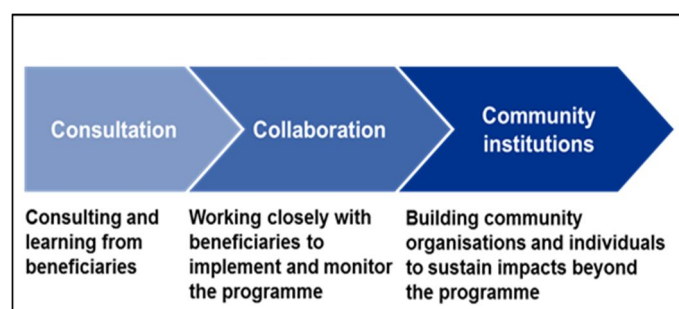 Consultation
Collaboration
Community
institutions
Consulting and
learning from
beneficiaries
Working closely with
beneficiaries to
implement and monitor
the programme
Building community
organisations and individuals
to sustain impacts beyond
the programme